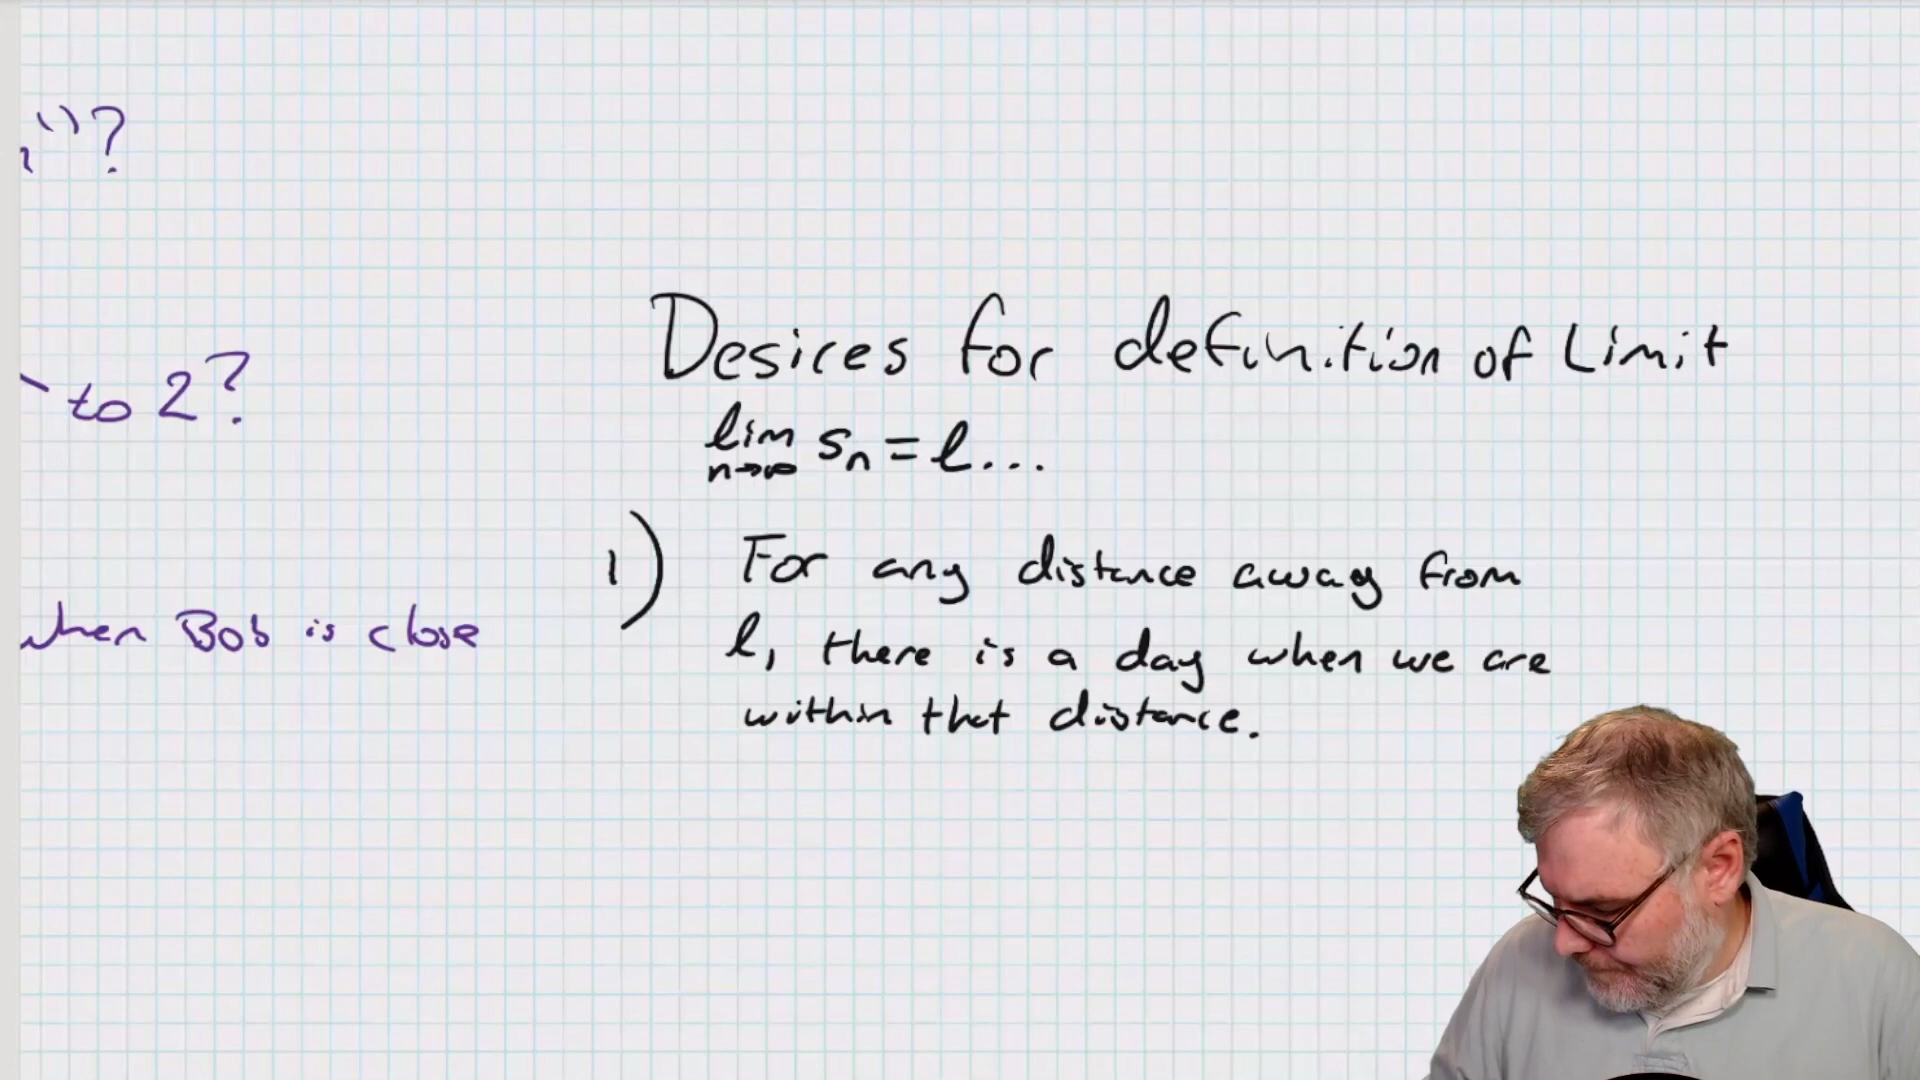 "?
to 2?
when Bob is close
Desires for definition of Limit
lim n→∞ sₙ = l...
1) For any distance away from
l, there is a day when we are
within that distance.